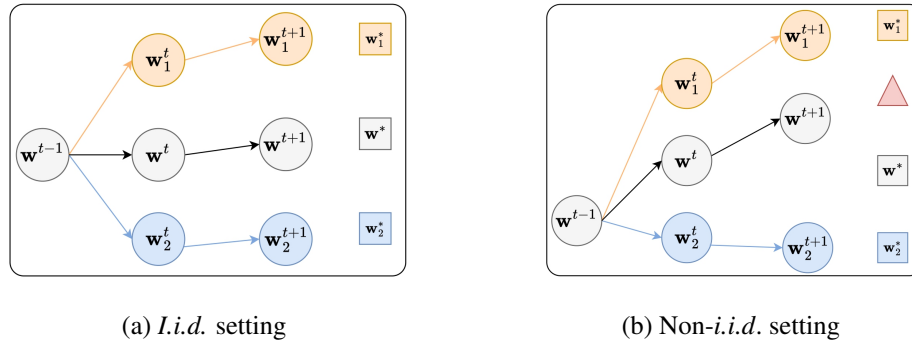 w_1^{t+1} w_1^*
w_1^t
w^{t-1} w^t w^{t+1} w^*
w_2^t w_2^{t+1} w_2^*
(a) I.i.d. setting
w_1^{t+1} w_1^*
w_1^t
w^{t+1}
w^t w^*
w^{t-1}
w_2^t w_2^{t+1} w_2^*
(b) Non-i.i.d. setting